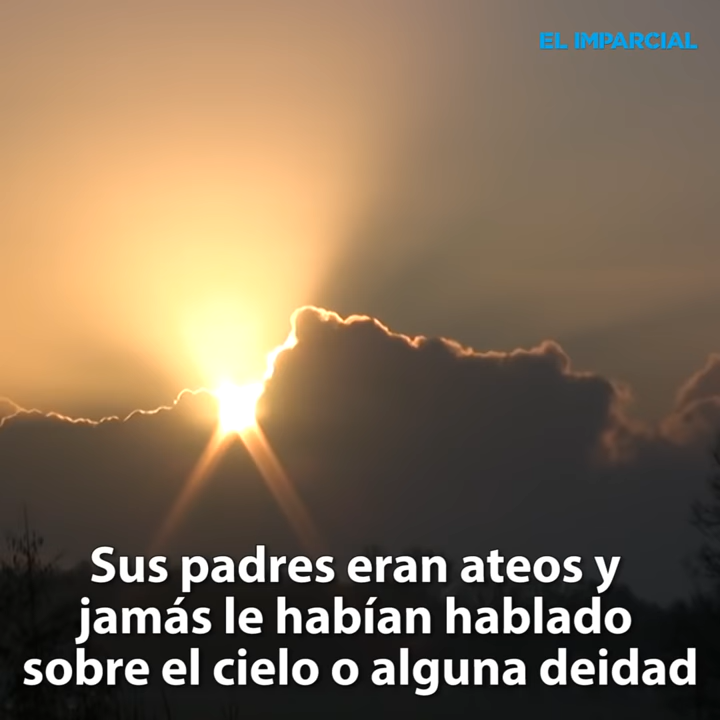 EL IMPARCIAL
Sus padres eran ateos y
jamás le habían hablado
sobre el cielo o alguna deidad